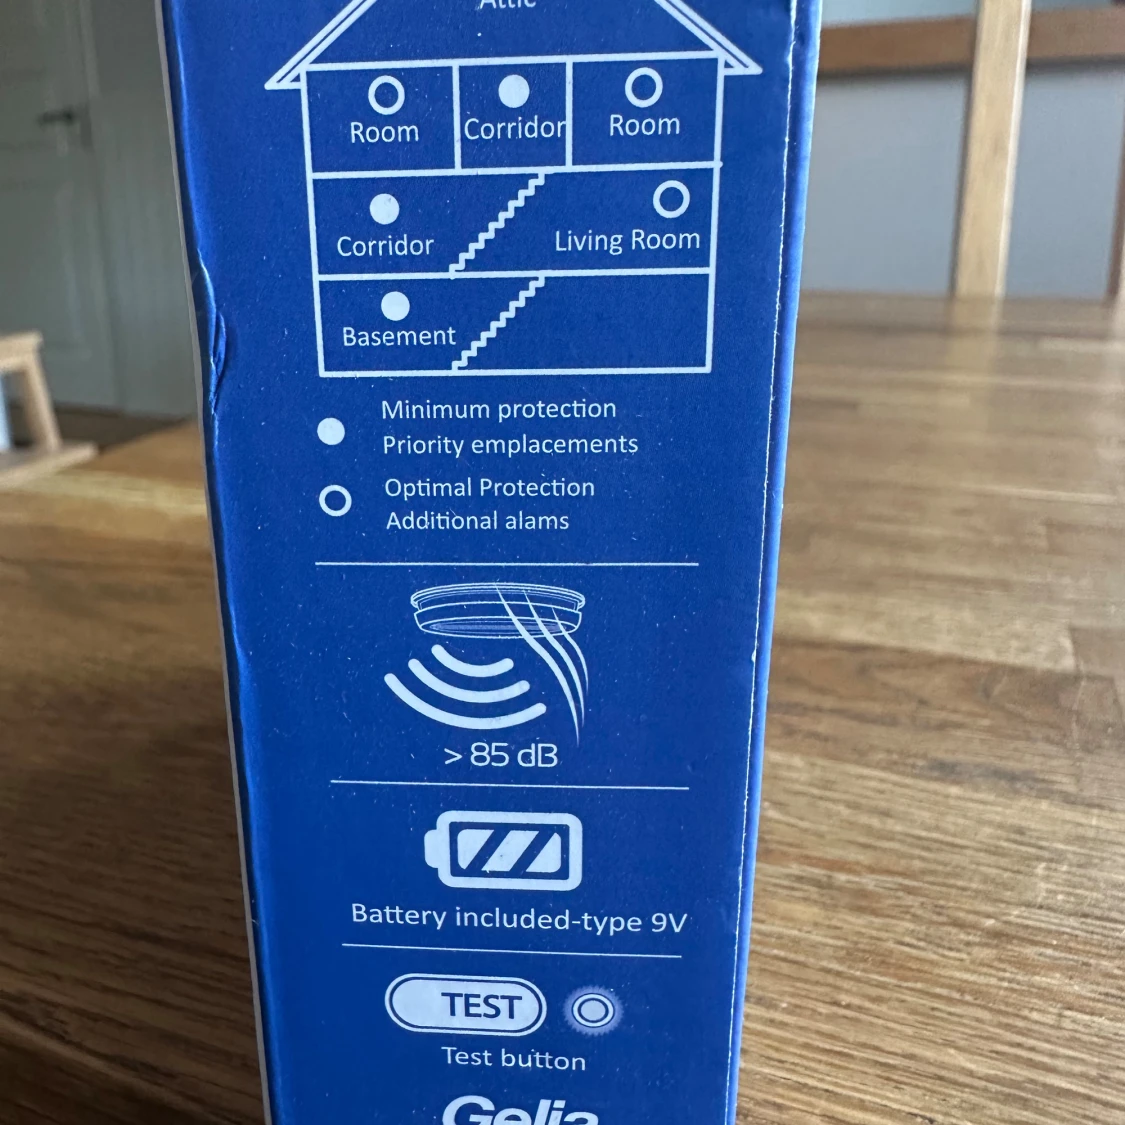 Attic
Room
Corridor
Room
Corridor
Living Room
Basement
Minimum protection
Priority emplacements
Optimal Protection
Additional alams
> 85 dB
Battery included-type 9V
TEST
Test button
Gelia